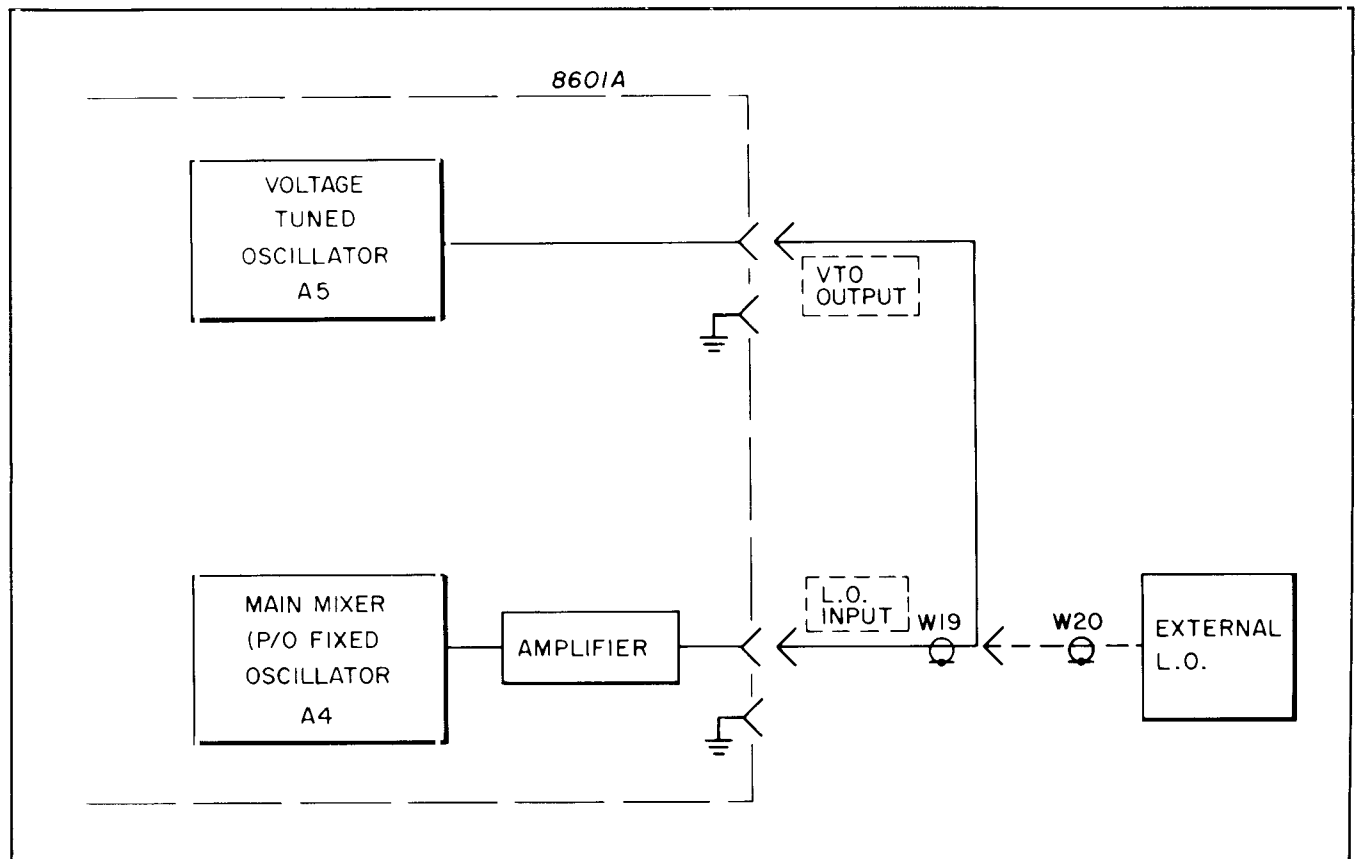 8601A
VOLTAGE
TUNED
OSCILLATOR
A5
VTO
OUTPUT
MAIN MIXER
(P/O FIXED
OSCILLATOR
A4
AMPLIFIER
L.O.
INPUT
W19
W20
EXTERNAL
L.O.